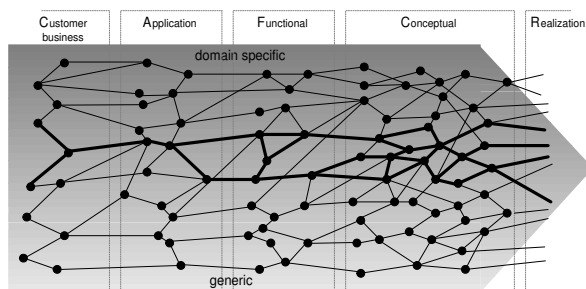 Customer business
Application
Functional
Conceptual
Realization
domain specific
generic